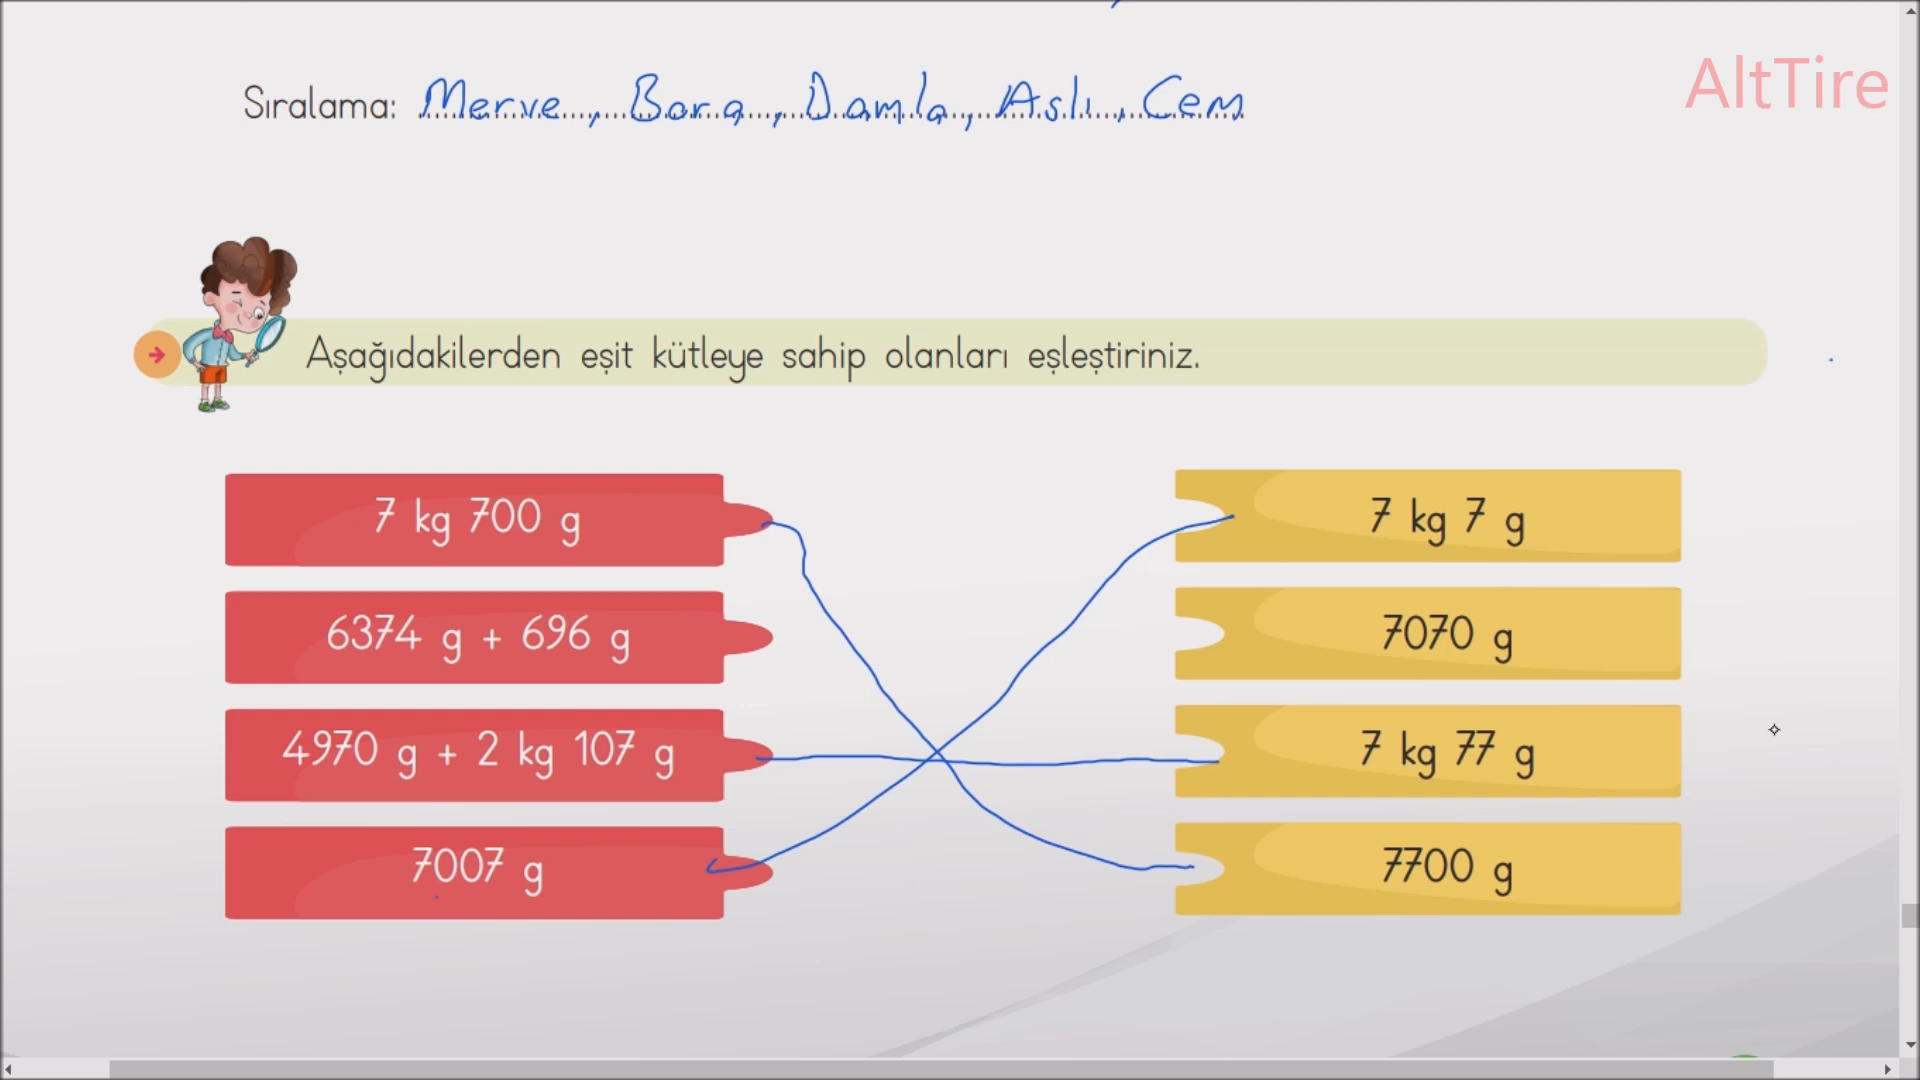 AltTire
Sıralama: Merve, Bora, Damla, Aslı, Cem
Aşağıdakilerden eşit kütleye sahip olanları eşleştiriniz.
7 kg 700 g
7 kg 7 g
6374 g + 696 g
7070 g
4970 g + 2 kg 107 g
7 kg 77 g
7007 g
7700 g